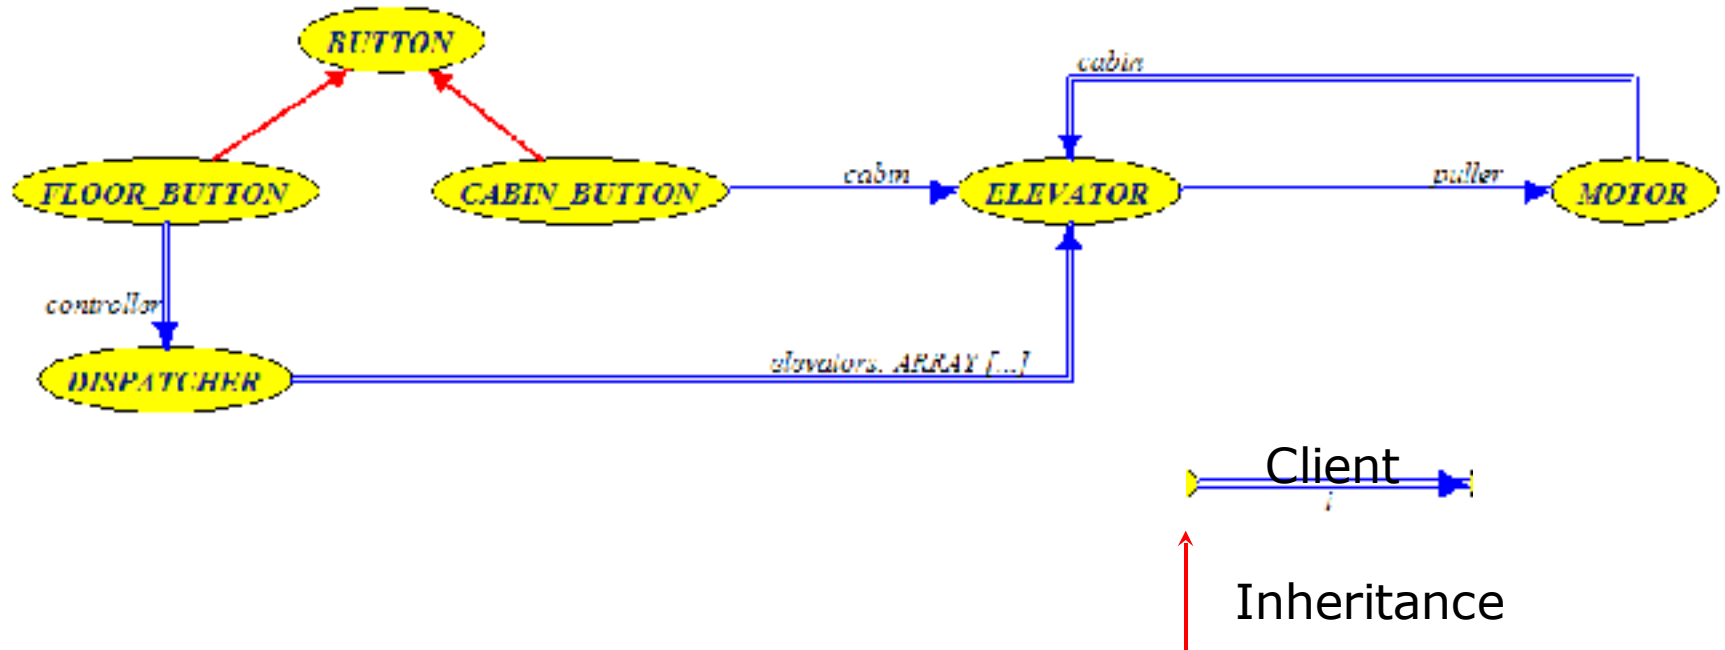 BUTTON
cabin
FLOOR_BUTTON
CABIN_BUTTON
cabin
ELEVATOR
puller
MOTOR
controller
elevators: ARRAY [...]
DISPATCHER
Client
i
Inheritance